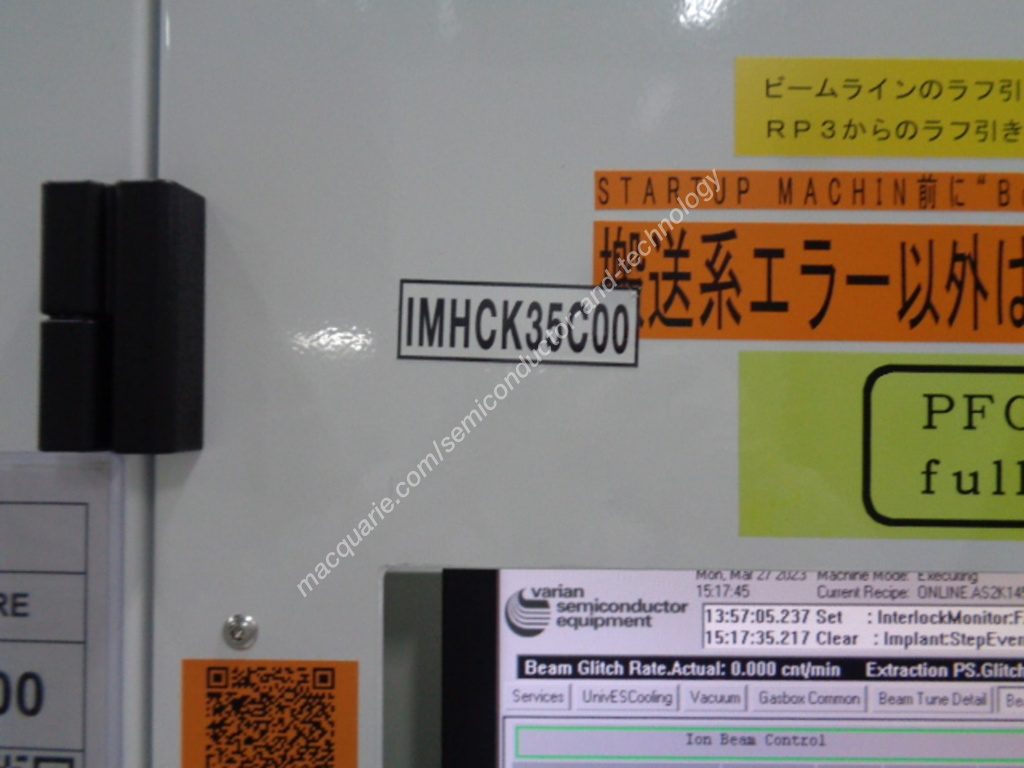 ビームラインのラフ引
RP3からのラフ引き
STARTUP MACHIN前に“B
搬送系エラー以外は
IMHCK35C00
PFG
full
macquarie.com/semiconductor-and-technology
RE
00
varian
semiconductor
equipment
Mon, Mar 27 2023 Machine Mode: Executing
15:17:45 Current Recipe: ONLINE.AS2K145
13:57:05.237 Set : InterlockMonitor:F
15:17:35.217 Clear : Implant:StepEven
Beam Glitch Rate.Actual: 0.000 cnt/min Extraction PS.Glitch
Services UnivESCooling Vacuum Gasbox Common Beam Tune Detail Be
Ion Beam Control